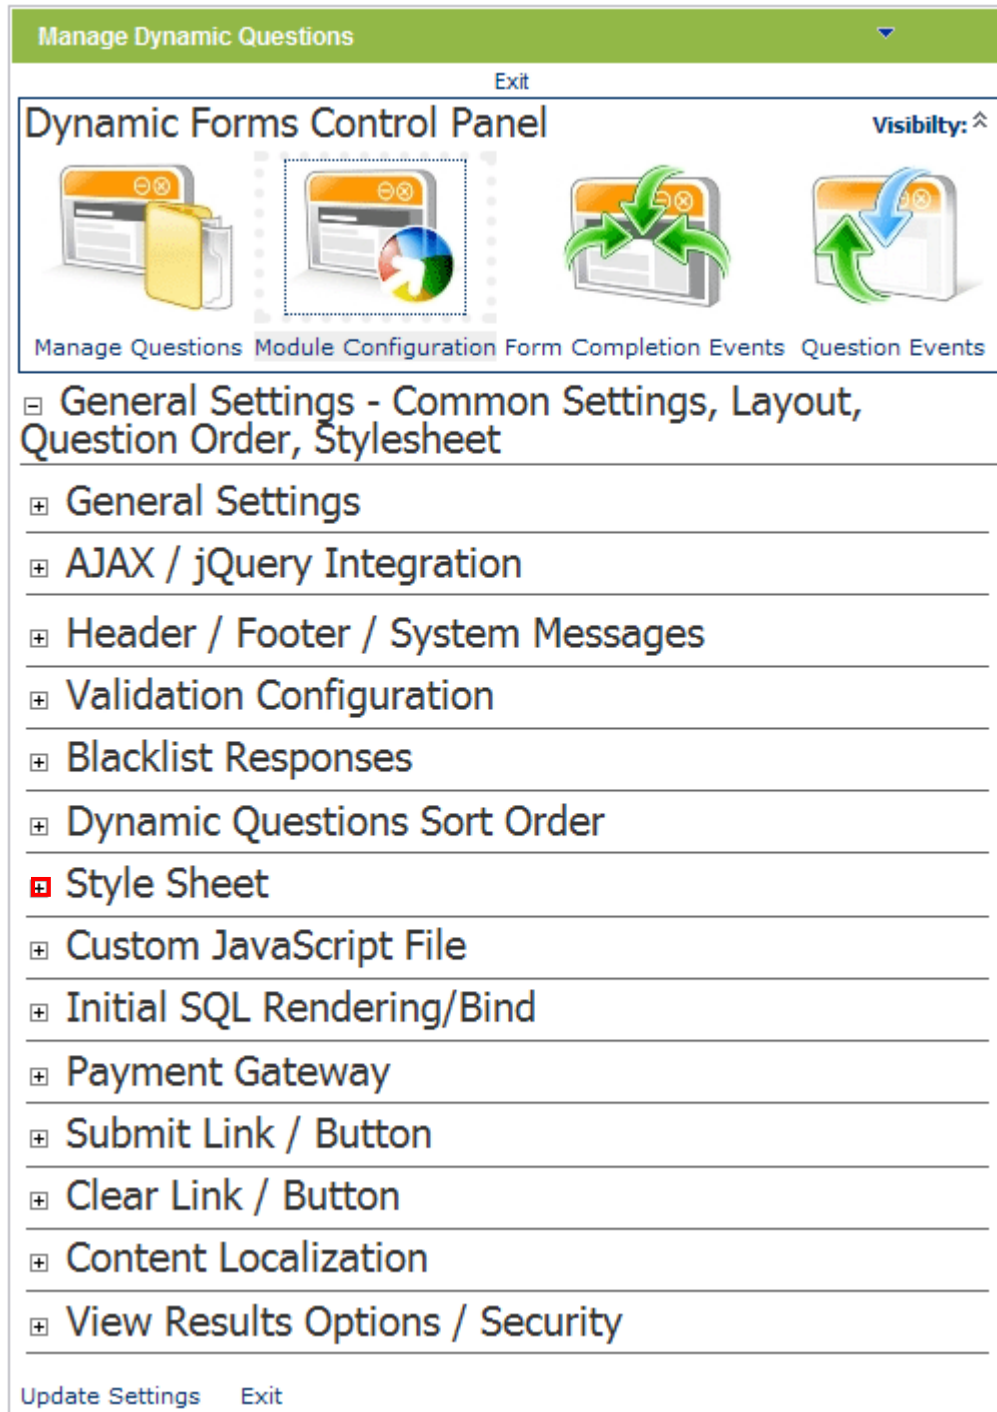 Manage Dynamic Questions
Exit
Dynamic Forms Control Panel
Visibilty:
Manage Questions Module Configuration Form Completion Events Question Events
General Settings - Common Settings, Layout,
Question Order, Stylesheet
General Settings
AJAX / jQuery Integration
Header / Footer / System Messages
Validation Configuration
Blacklist Responses
Dynamic Questions Sort Order
Style Sheet
Custom JavaScript File
Initial SQL Rendering/Bind
Payment Gateway
Submit Link / Button
Clear Link / Button
Content Localization
View Results Options / Security
Update Settings Exit